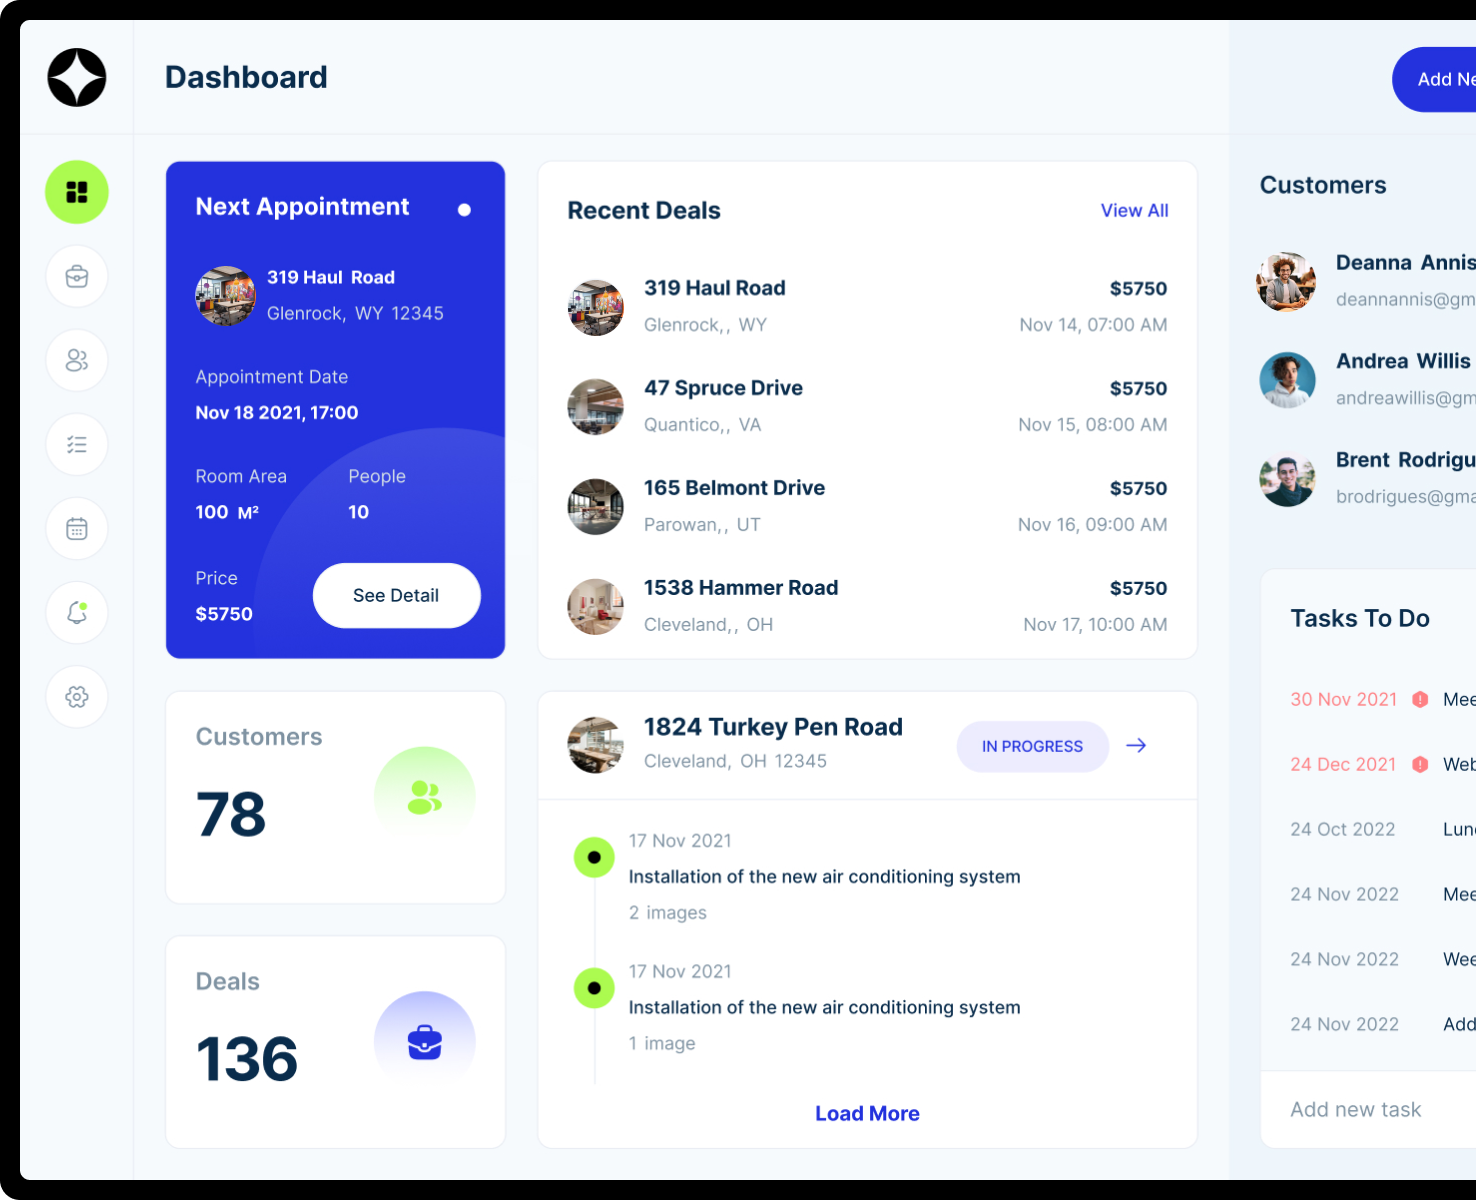 Dashboard
Add Ne
Next Appointment
319 Haul Road
Glenrock, WY 12345
Appointment Date
Nov 18 2021, 17:00
Room Area
People
100 M²
10
Price
$5750
See Detail
Recent Deals
View All
319 Haul Road
$5750
Glenrock,, WY
Nov 14, 07:00 AM
47 Spruce Drive
$5750
Quantico,, VA
Nov 15, 08:00 AM
165 Belmont Drive
$5750
Parowan,, UT
Nov 16, 09:00 AM
1538 Hammer Road
$5750
Cleveland,, OH
Nov 17, 10:00 AM
Customers
78
Deals
136
1824 Turkey Pen Road
Cleveland, OH 12345
IN PROGRESS
17 Nov 2021
Installation of the new air conditioning system
2 images
17 Nov 2021
Installation of the new air conditioning system
1 image
Load More
Customers
Deanna Annis
deannannis@gm
Andrea Willis
andreawillis@gm
Brent Rodrigu
brodrigues@gma
Tasks To Do
30 Nov 2021 Mee
24 Dec 2021 Web
24 Oct 2022 Lun
24 Nov 2022 Mee
24 Nov 2022 Wee
24 Nov 2022 Add
Add new task